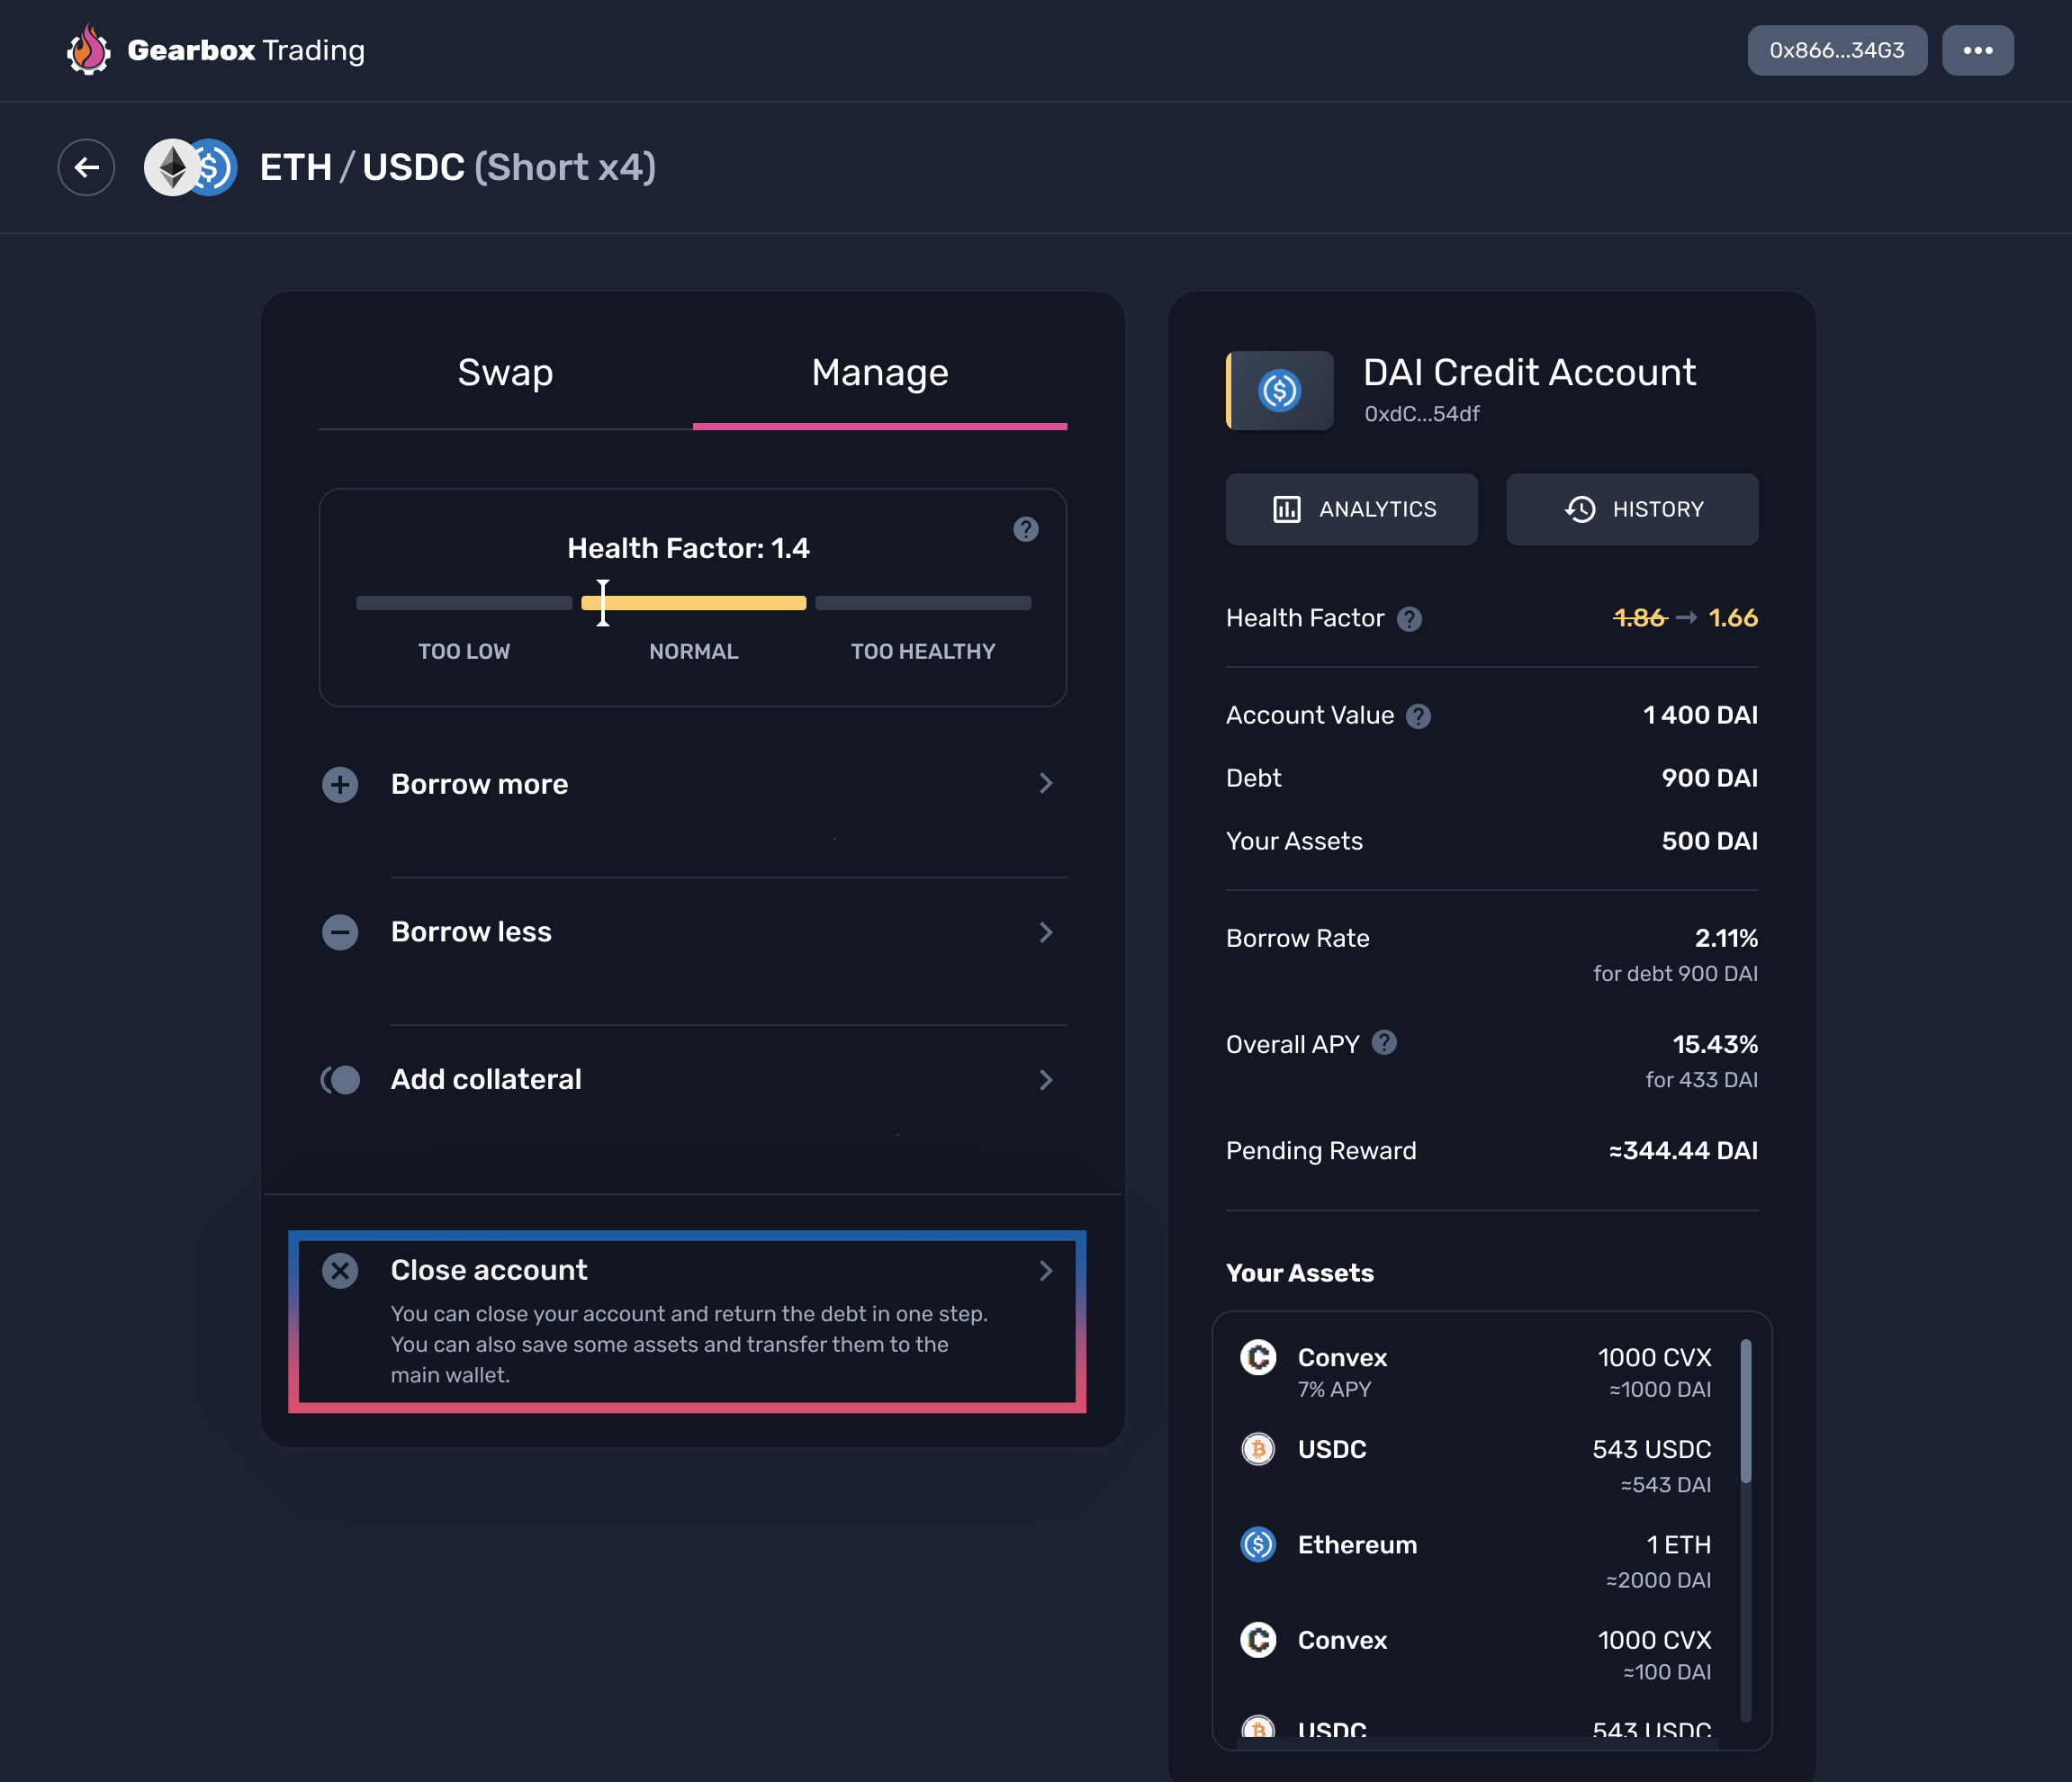 Gearbox Trading
0x866...34G3
ETH / USDC (Short x4)
Swap
Manage
Health Factor: 1.4
TOO LOW
NORMAL
TOO HEALTHY
Borrow more
Borrow less
Add collateral
Close account
You can close your account and return the debt in one step.
You can also save some assets and transfer them to the
main wallet.
DAI Credit Account
0xdC...54df
ANALYTICS
HISTORY
Health Factor 1.86 → 1.66
Account Value 1 400 DAI
Debt 900 DAI
Your Assets 500 DAI
Borrow Rate 2.11%
for debt 900 DAI
Overall APY 15.43%
for 433 DAI
Pending Reward ≈344.44 DAI
Your Assets
Convex 1000 CVX
7% APY ≈1000 DAI
USDC 543 USDC
≈543 DAI
Ethereum 1 ETH
≈2000 DAI
Convex 1000 CVX
≈100 DAI
USDC 543 USDC